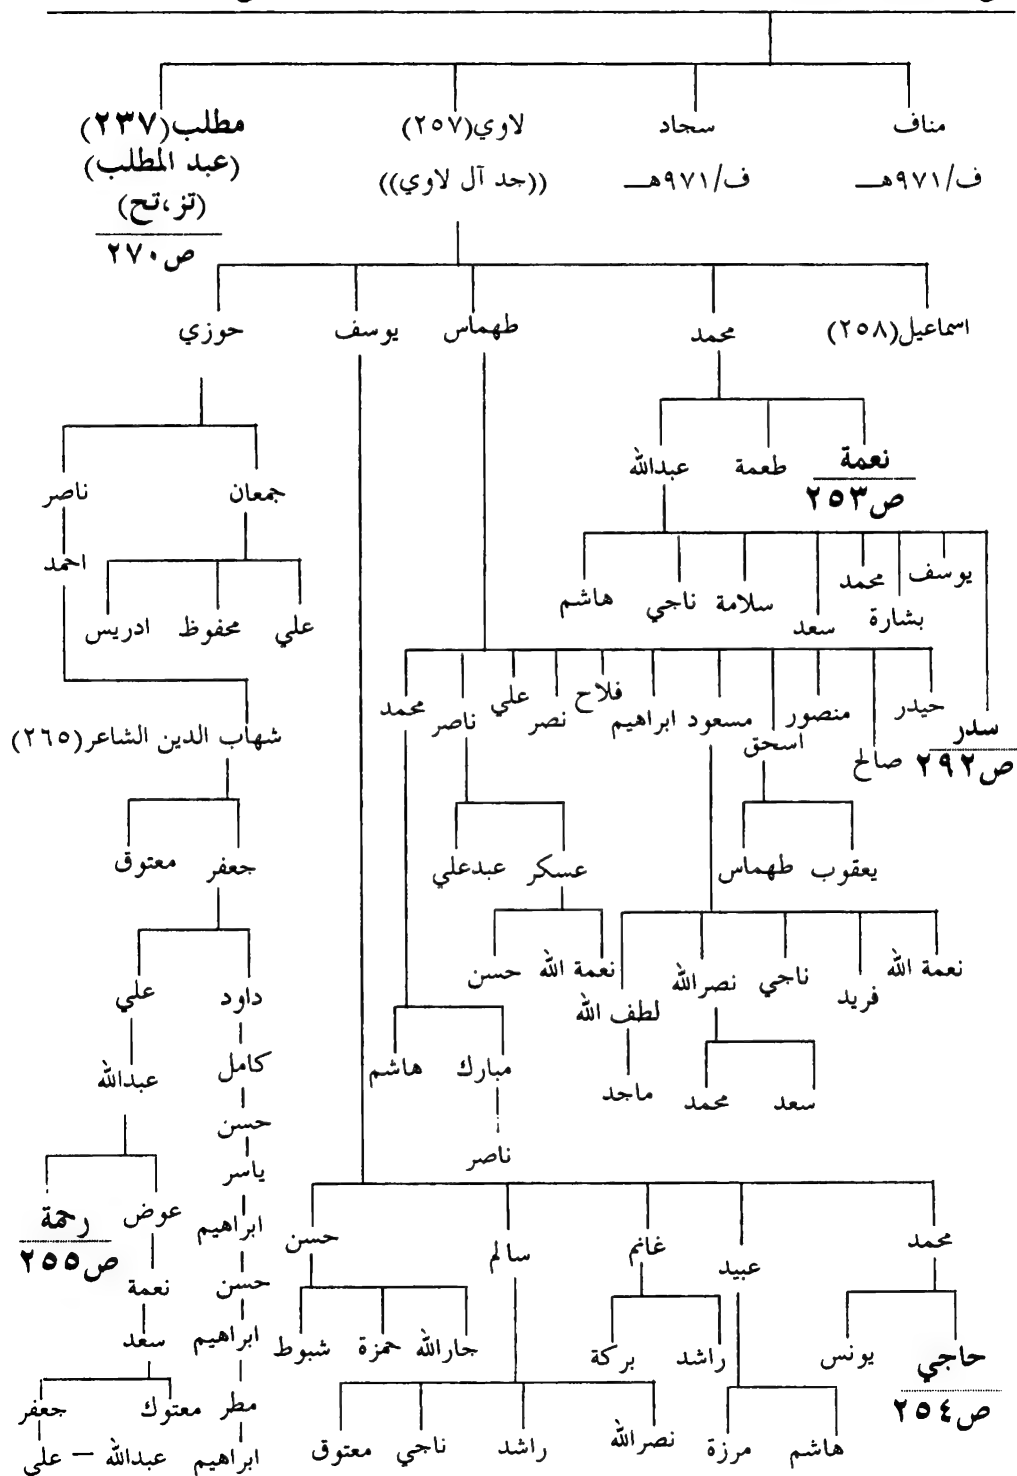 مناف
ف/٩٧١هـ
سجاد
ف/٩٧١هـ
لاوي(٢٥٧)
((جد آل لاوي))
مطلب(٢٣٧)
(عبد المطلب)
(تز،تح)
ص٢٧٠
اسماعيل(٢٥٨)
محمد
طهماس
يوسف
حوزي
نعمة
ص٢٥٣
طعمة
عبدالله
جمعان
ناصر
يوسف
بشارة
محمد
سعد
سلامة
ناجي
هاشم
علي
محفوظ
ادريس
احمد
سدر
ص٢٩٢
حيدر
صالح
منصور
اسحق
مسعود
ابراهيم
فلاح
نصر
علي
ناصر
محمد
شهاب الدين الشاعر(٢٦٥)
يعقوب
طهماس
عسكر
عبدعلي
جعفر
معتوق
نعمة الله
فريد
ناجي
نصرالله
لطف الله
نعمة الله
حسن
داود
علي
سعد
محمد
ماجد
مبارك
هاشم
ناصر
كامل
عبدالله
حسن
ياسر
ابراهيم
عوض
رحمة
ص٢٥٥
محمد
عبيد
غانم
سالم
حسن
حسن
نعمة
حاجي
ص٢٥٤
يونس
راشد
بركة
جارالله
حمزة
شبوط
ابراهيم
سعد
هاشم
مرزة
نصرالله
راشد
ناجي
معتوق
مطر
معتوك
جعفر
ابراهيم
عبدالله – علي